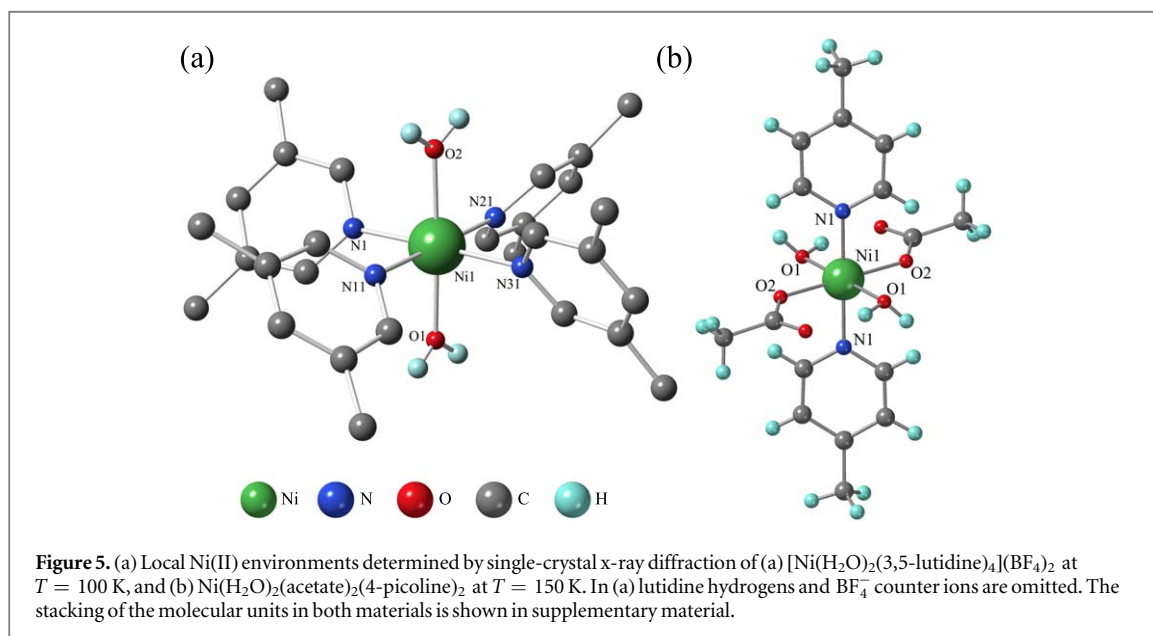 (a)
(b)
O2
N21
N1
Ni1
N11
N31
O1
N1
Ni1
O1
O2
O2
O1
N1
Ni N O C H
Figure 5. (a) Local Ni(II) environments determined by single-crystal x-ray diffraction of (a) [Ni(H₂O)₂(3,5-lutidine)₄](BF₄)₂ at
T = 100 K, and (b) Ni(H₂O)₂(acetate)₂(4-picoline)₂ at T = 150 K. In (a) lutidine hydrogens and BF₄⁻ counter ions are omitted. The
stacking of the molecular units in both materials is shown in supplementary material.